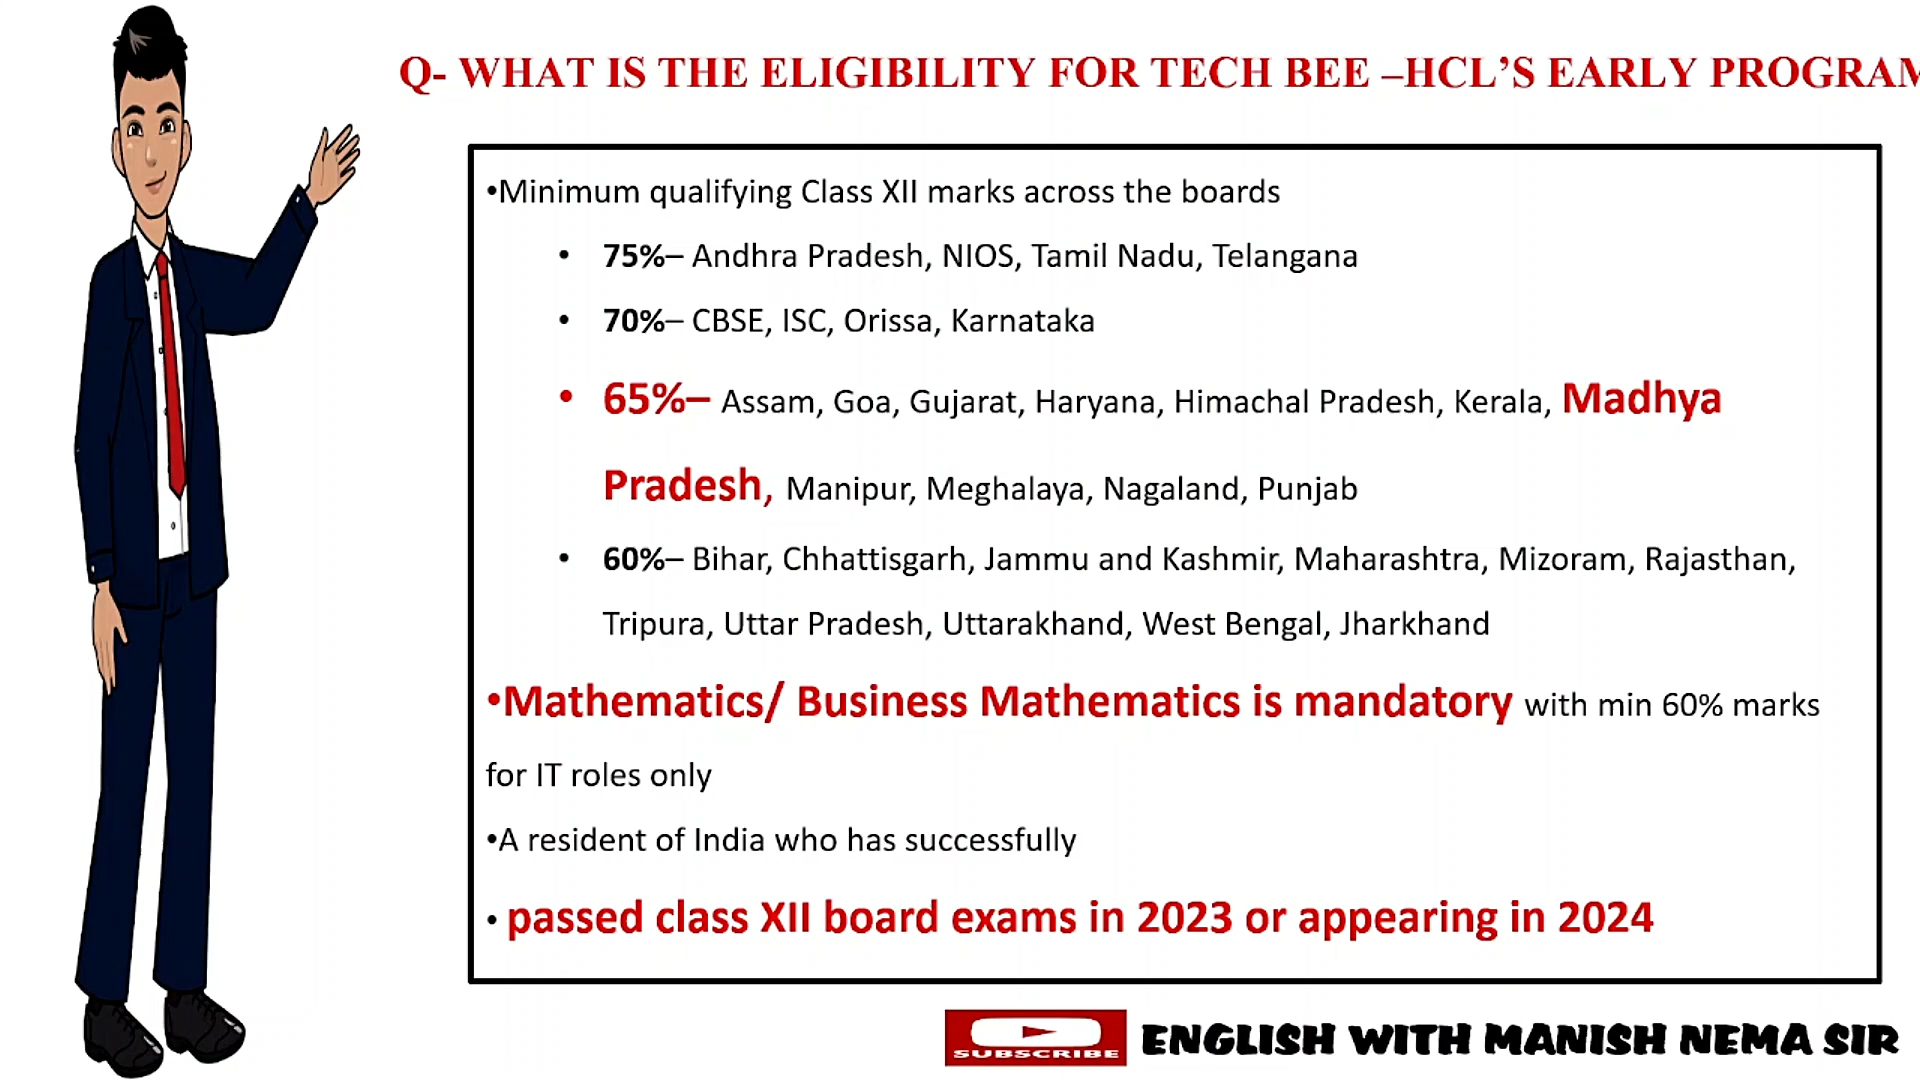 Q- WHAT IS THE ELIGIBILITY FOR TECH BEE –HCL’S EARLY PROGRAM
•Minimum qualifying Class XII marks across the boards
• 75%– Andhra Pradesh, NIOS, Tamil Nadu, Telangana
• 70%– CBSE, ISC, Orissa, Karnataka
• 65%– Assam, Goa, Gujarat, Haryana, Himachal Pradesh, Kerala, Madhya
Pradesh, Manipur, Meghalaya, Nagaland, Punjab
• 60%– Bihar, Chhattisgarh, Jammu and Kashmir, Maharashtra, Mizoram, Rajasthan,
Tripura, Uttar Pradesh, Uttarakhand, West Bengal, Jharkhand
•Mathematics/ Business Mathematics is mandatory with min 60% marks
for IT roles only
•A resident of India who has successfully
• passed class XII board exams in 2023 or appearing in 2024
SUBSCRIBE
ENGLISH WITH MANISH NEMA SIR